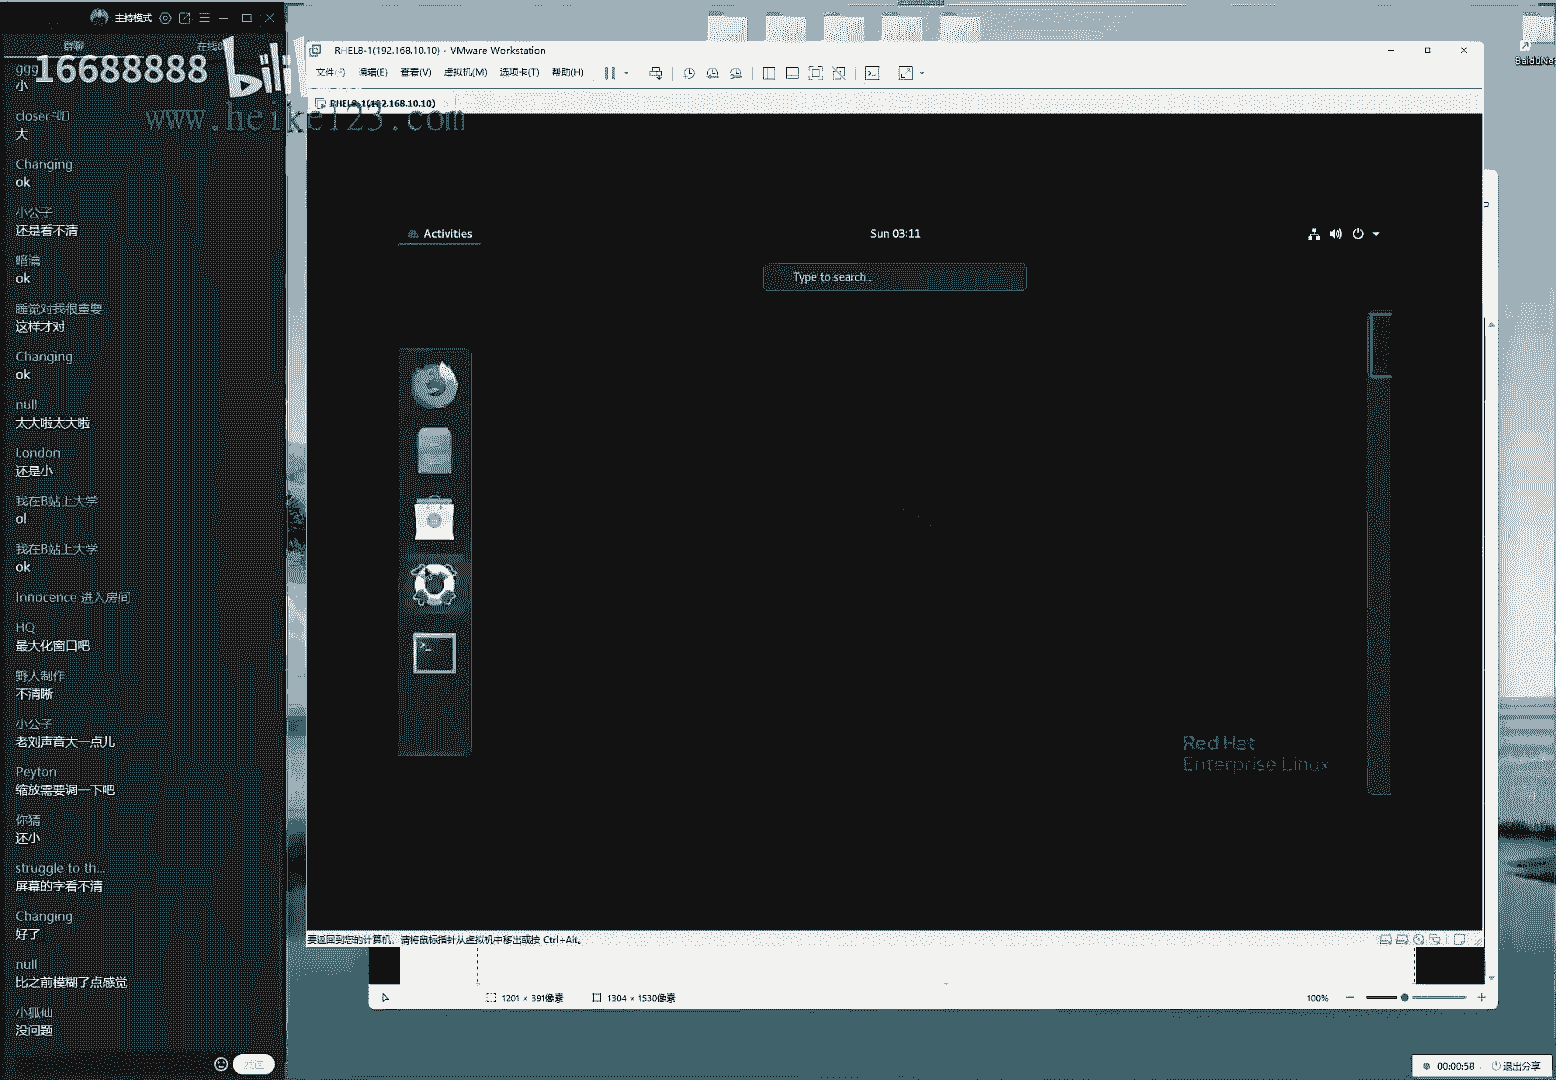 主持模式
群聊
16688888
bili
www.heike123.com
ggg
小
closer
大
Changing
ok
小公子
还是看不清
ok
睡觉对我很重要
这样才对
Changing
ok
null
太大啦太大啦
London
还是小
我在B站上大学
ol
我在B站上大学
ok
Innocence 进入房间
HQ
最大化窗口吧
野人制作
不清晰
小公子
老刘声音大一点儿
Peyton
缩放需要调一下吧
你猜
还小
struggle to th...
屏幕的字看不清
Changing
好了
null
比之前模糊了点感觉
小狐仙
没问题
RHEL8-1(192.168.10.10) - VMware Workstation
文件(F) 编辑(E) 查看(V) 虚拟机(M) 选项卡(T) 帮助(H)
RHEL8-1(192.168.10.10)
Activities
Sun 03:11
Type to search...
Red Hat
Enterprise Linux
要返回到您的计算机，请将鼠标指针从虚拟机中移出或按 Ctrl+Alt。
1201 × 391像素
1304 × 1530像素
100%
BaiduNe
00:00:58
退出分享